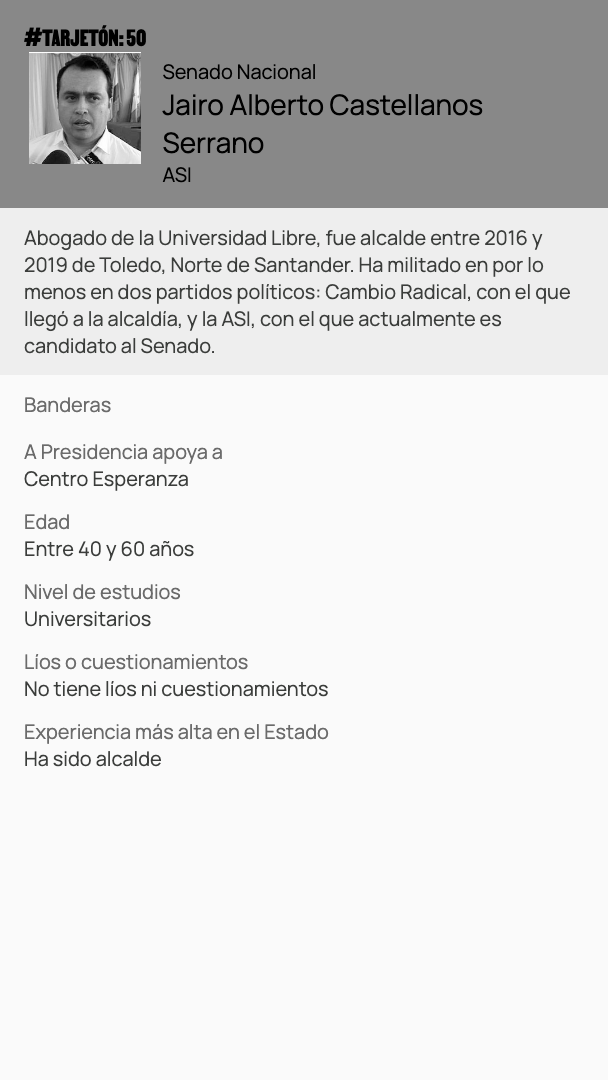 #TARJETÓN: 50
Senado Nacional
Jairo Alberto Castellanos
Serrano
ASI
Abogado de la Universidad Libre, fue alcalde entre 2016 y
2019 de Toledo, Norte de Santander. Ha militado en por lo
menos en dos partidos políticos: Cambio Radical, con el que
llegó a la alcaldía, y la ASI, con el que actualmente es
candidato al Senado.
Banderas
A Presidencia apoya a
Centro Esperanza
Edad
Entre 40 y 60 años
Nivel de estudios
Universitarios
Líos o cuestionamientos
No tiene líos ni cuestionamientos
Experiencia más alta en el Estado
Ha sido alcalde